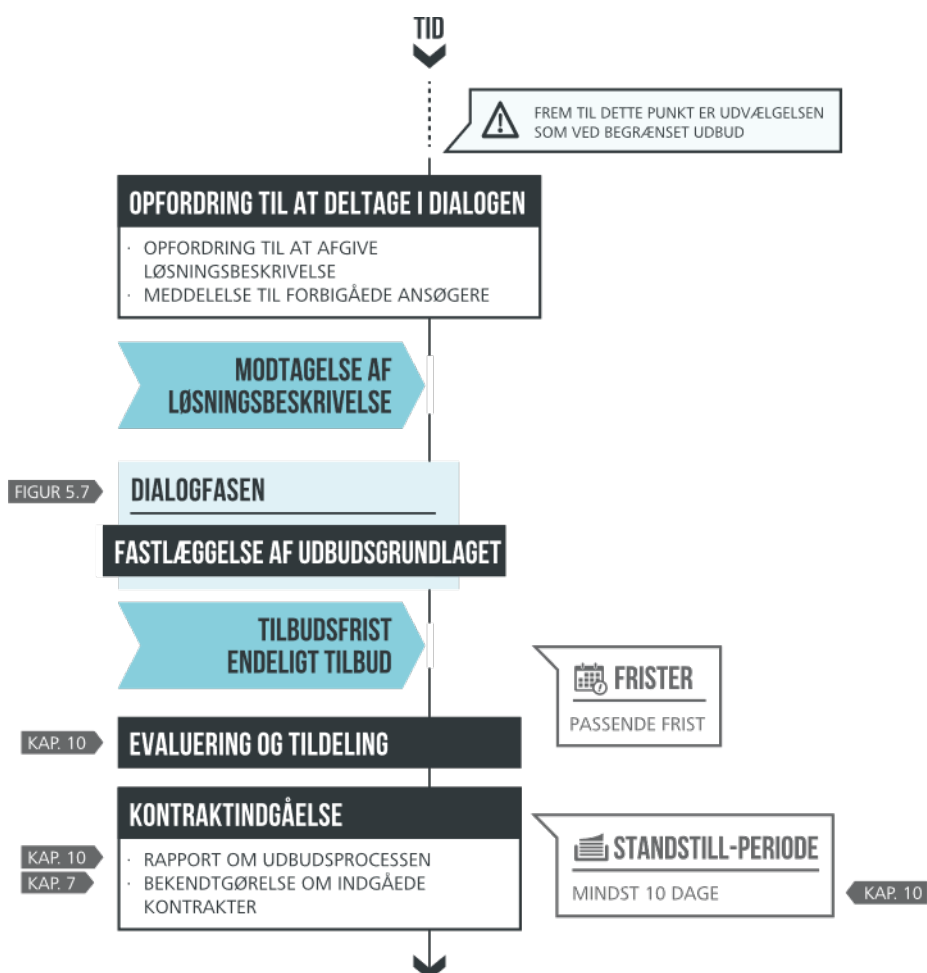 TID
FREM TIL DETTE PUNKT ER UDVÆLGELSEN
SOM VED BEGRÆNSET UDBUD
OPFORDRING TIL AT DELTAGE I DIALOGEN
· OPFORDRING TIL AT AFGIVE
LØSNINGSBESKRIVELSE
· MEDDELELSE TIL FORBIGÅEDE ANSØGERE
MODTAGELSE AF
LØSNINGSBESKRIVELSE
FIGUR 5.7
DIALOGFASEN
FASTLÆGGELSE AF UDBUDSGRUNDLAGET
TILBUDSFRIST
ENDELIGT TILBUD
FRISTER
PASSENDE FRIST
KAP. 10
EVALUERING OG TILDELING
KONTRAKTINDGÅELSE
KAP. 10
· RAPPORT OM UDBUDSPROCESSEN
KAP. 7
· BEKENDTGØRELSE OM INDGÅEDE
KONTRAKTER
STANDSTILL-PERIODE
MINDST 10 DAGE
KAP. 10